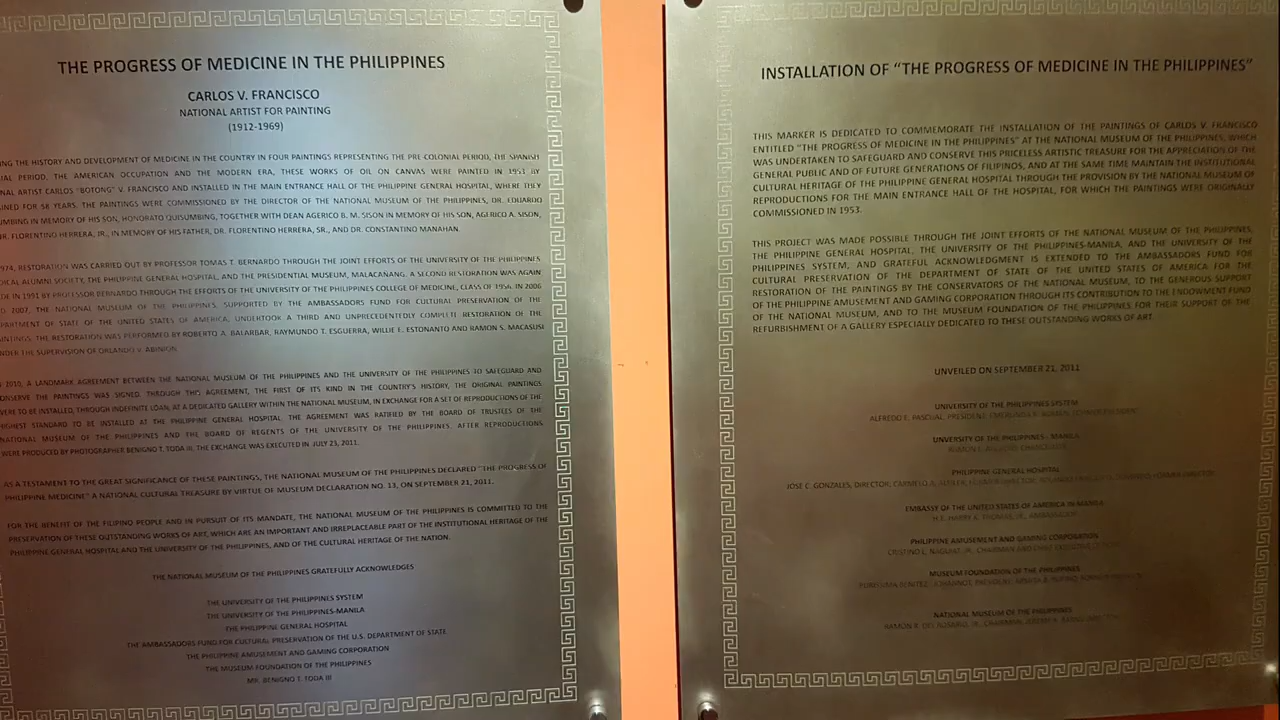 THE PROGRESS OF MEDICINE IN THE PHILIPPINES
CARLOS V. FRANCISCO
NATIONAL ARTIST FOR PAINTING
(1912-1969)
ING THE HISTORY AND DEVELOPMENT OF MEDICINE IN THE COUNTRY IN FOUR PAINTINGS REPRESENTING THE PRE-COLONIAL PERIOD, THE SPANISH
IAL PERIOD, THE AMERICAN OCCUPATION AND THE MODERN ERA, THESE WORKS OF OIL ON CANVAS WERE PAINTED IN 1953 BY
NAL ARTIST CARLOS "BOTONG" V. FRANCISCO AND INSTALLED IN THE MAIN ENTRANCE HALL OF THE PHILIPPINE GENERAL HOSPITAL, WHERE THEY
INED FOR 58 YEARS. THE PAINTINGS WERE COMMISSIONED BY THE DIRECTOR OF THE NATIONAL MUSEUM OF THE PHILIPPINES, DR. EDUARDO
UMBING IN MEMORY OF HIS SON, HONORATO QUISUMBING, TOGETHER WITH DEAN AGERICO B. M. SISON IN MEMORY OF HIS SON, AGERICO A. SISON,
R. FLORENTINO HERRERA, JR., IN MEMORY OF HIS FATHER, DR. FLORENTINO HERRERA, SR., AND DR. CONSTANTINO MANAHAN.
974, RESTORATION WAS CARRIED OUT BY PROFESSOR TOMAS T. BERNARDO THROUGH THE JOINT EFFORTS OF THE UNIVERSITY OF THE PHILIPPINES
ICAL ALUMNI SOCIETY, THE PHILIPPINE GENERAL HOSPITAL, AND THE PRESIDENTIAL MUSEUM, MALACAÑANG. A SECOND RESTORATION WAS AGAIN
DE IN 1991 BY PROFESSOR BERNARDO THROUGH THE EFFORTS OF THE UNIVERSITY OF THE PHILIPPINES COLLEGE OF MEDICINE, CLASS OF 1956. IN 2006
D 2007, THE NATIONAL MUSEUM OF THE PHILIPPINES, SUPPORTED BY THE AMBASSADORS FUND FOR CULTURAL PRESERVATION OF THE
PARTMENT OF STATE OF THE UNITED STATES OF AMERICA, UNDERTOOK A THIRD AND UNPRECEDENTLY COMPLETE RESTORATION OF THE
INTINGS. THE RESTORATION WAS PERFORMED BY ROBERTO A. BALARBAR, RAYMUNDO T. ESGUERRA, WILLIE F. ESTONANTO AND RAMON S. MACASUSI
NDER THE SUPERVISION OF ORLANDO V. ABINION
2010, A LANDMARK AGREEMENT BETWEEN THE NATIONAL MUSEUM OF THE PHILIPPINES AND THE UNIVERSITY OF THE PHILIPPINES TO SAFEGUARD AND
ONSERVE THE PAINTINGS WAS SIGNED. THROUGH THIS AGREEMENT, THE FIRST OF ITS KIND IN THE COUNTRY'S HISTORY, THE ORIGINAL PAINTINGS
WERE TO BE INSTALLED, THROUGH INDEFINITE LOAN, AT A DEDICATED GALLERY WITHIN THE NATIONAL MUSEUM, IN EXCHANGE FOR A SET OF REPRODUCTIONS OF THE
HIGHEST STANDARD TO BE INSTALLED AT THE PHILIPPINE GENERAL HOSPITAL. THE AGREEMENT WAS RATIFIED BY THE BOARD OF TRUSTEES OF THE
NATIONAL MUSEUM OF THE PHILIPPINES AND THE BOARD OF REGENTS OF THE UNIVERSITY OF THE PHILIPPINES. AFTER REPRODUCTIONS
WERE PRODUCED BY PHOTOGRAPHER BENIGNO T. TODA III, THE EXCHANGE WAS EXECUTED IN JULY 23, 2011.
AS A TESTAMENT TO THE GREAT SIGNIFICANCE OF THESE PAINTINGS, THE NATIONAL MUSEUM OF THE PHILIPPINES DECLARED "THE PROGRESS OF
PHILIPPINE MEDICINE" A NATIONAL CULTURAL TREASURE BY VIRTUE OF MUSEUM DECLARATION NO. 13, ON SEPTEMBER 21, 2011.
FOR THE BENEFIT OF THE FILIPINO PEOPLE AND IN PURSUIT OF ITS MANDATE, THE NATIONAL MUSEUM OF THE PHILIPPINES IS COMMITTED TO THE
PRESERVATION OF THESE OUTSTANDING WORKS OF ART, WHICH ARE AN IMPORTANT AND IRREPLACEABLE PART OF THE INSTITUTIONAL HERITAGE OF THE
PHILIPPINE GENERAL HOSPITAL AND THE UNIVERSITY OF THE PHILIPPINES, AND OF THE CULTURAL HERITAGE OF THE NATION.
THE NATIONAL MUSEUM OF THE PHILIPPINES GRATEFULLY ACKNOWLEDGES
THE UNIVERSITY OF THE PHILIPPINES SYSTEM
THE UNIVERSITY OF THE PHILIPPINES-MANILA
THE PHILIPPINE GENERAL HOSPITAL
THE AMBASSADORS FUND FOR CULTURAL PRESERVATION OF THE U.S. DEPARTMENT OF STATE
THE PHILIPPINE AMUSEMENT AND GAMING CORPORATION
THE MUSEUM FOUNDATION OF THE PHILIPPINES
MR. BENIGNO T. TODA III
INSTALLATION OF "THE PROGRESS OF MEDICINE IN THE PHILIPPINES"
THIS MARKER IS DEDICATED TO COMMEMORATE THE INSTALLATION OF THE PAINTINGS OF CARLOS V. FRANCISCO
ENTITLED "THE PROGRESS OF MEDICINE IN THE PHILIPPINES" AT THE NATIONAL MUSEUM OF THE PHILIPPINES, WHICH
WAS UNDERTAKEN TO SAFEGUARD AND CONSERVE THIS PRICELESS ARTISTIC TREASURE FOR THE APPRECIATION OF THE
GENERAL PUBLIC AND OF FUTURE GENERATIONS OF FILIPINOS, AND AT THE SAME TIME MAINTAIN THE INSTITUTIONAL
CULTURAL HERITAGE OF THE PHILIPPINE GENERAL HOSPITAL THROUGH THE PROVISION BY THE NATIONAL MUSEUM OF
REPRODUCTIONS FOR THE MAIN ENTRANCE HALL OF THE HOSPITAL, FOR WHICH THE PAINTINGS WERE ORIGINALLY
COMMISSIONED IN 1953.
THIS PROJECT WAS MADE POSSIBLE THROUGH THE JOINT EFFORTS OF THE NATIONAL MUSEUM OF THE PHILIPPINES,
THE PHILIPPINE GENERAL HOSPITAL, THE UNIVERSITY OF THE PHILIPPINES-MANILA, AND THE UNIVERSITY OF THE
PHILIPPINES SYSTEM, AND GRATEFUL ACKNOWLEDGMENT IS EXTENDED TO THE AMBASSADORS FUND FOR
CULTURAL PRESERVATION OF THE DEPARTMENT OF STATE OF THE UNITED STATES OF AMERICA FOR THE
RESTORATION OF THE PAINTINGS BY THE CONSERVATORS OF THE NATIONAL MUSEUM, TO THE GENEROUS SUPPORT
OF THE PHILIPPINE AMUSEMENT AND GAMING CORPORATION THROUGH ITS CONTRIBUTION TO THE ENDOWMENT FUND
OF THE NATIONAL MUSEUM, AND TO THE MUSEUM FOUNDATION OF THE PHILIPPINES FOR THEIR SUPPORT OF THE
REFURBISHMENT OF A GALLERY ESPECIALLY DEDICATED TO THESE OUTSTANDING WORKS OF ART.
UNVEILED ON SEPTEMBER 21, 2011
UNIVERSITY OF THE PHILIPPINES SYSTEM
ALFREDO E. PASCUAL, PRESIDENT
UNVERSITY OF THE PHILIPPINES- MANILA
PHILIPPINE GENERAL HOSPITAL
JOSE C. GONZALES, DIRECTOR
EMBASSY OF THE UNITED STATES OF AMERICA IN MANILA
H.E. HARRY K. THOMAS, JR., AMBASSADOR
PHILIPPINE AMUSEMENT AND GAMING CORPORATION
CRISTINO L. NAGUIAT, JR., CHAIRMAN AND CHIEF EXECUTIVE
MUSEUM FOUNDATION OF THE PHILIPPINES
NATIONAL MUSEUM OF THE PHILIPPINES